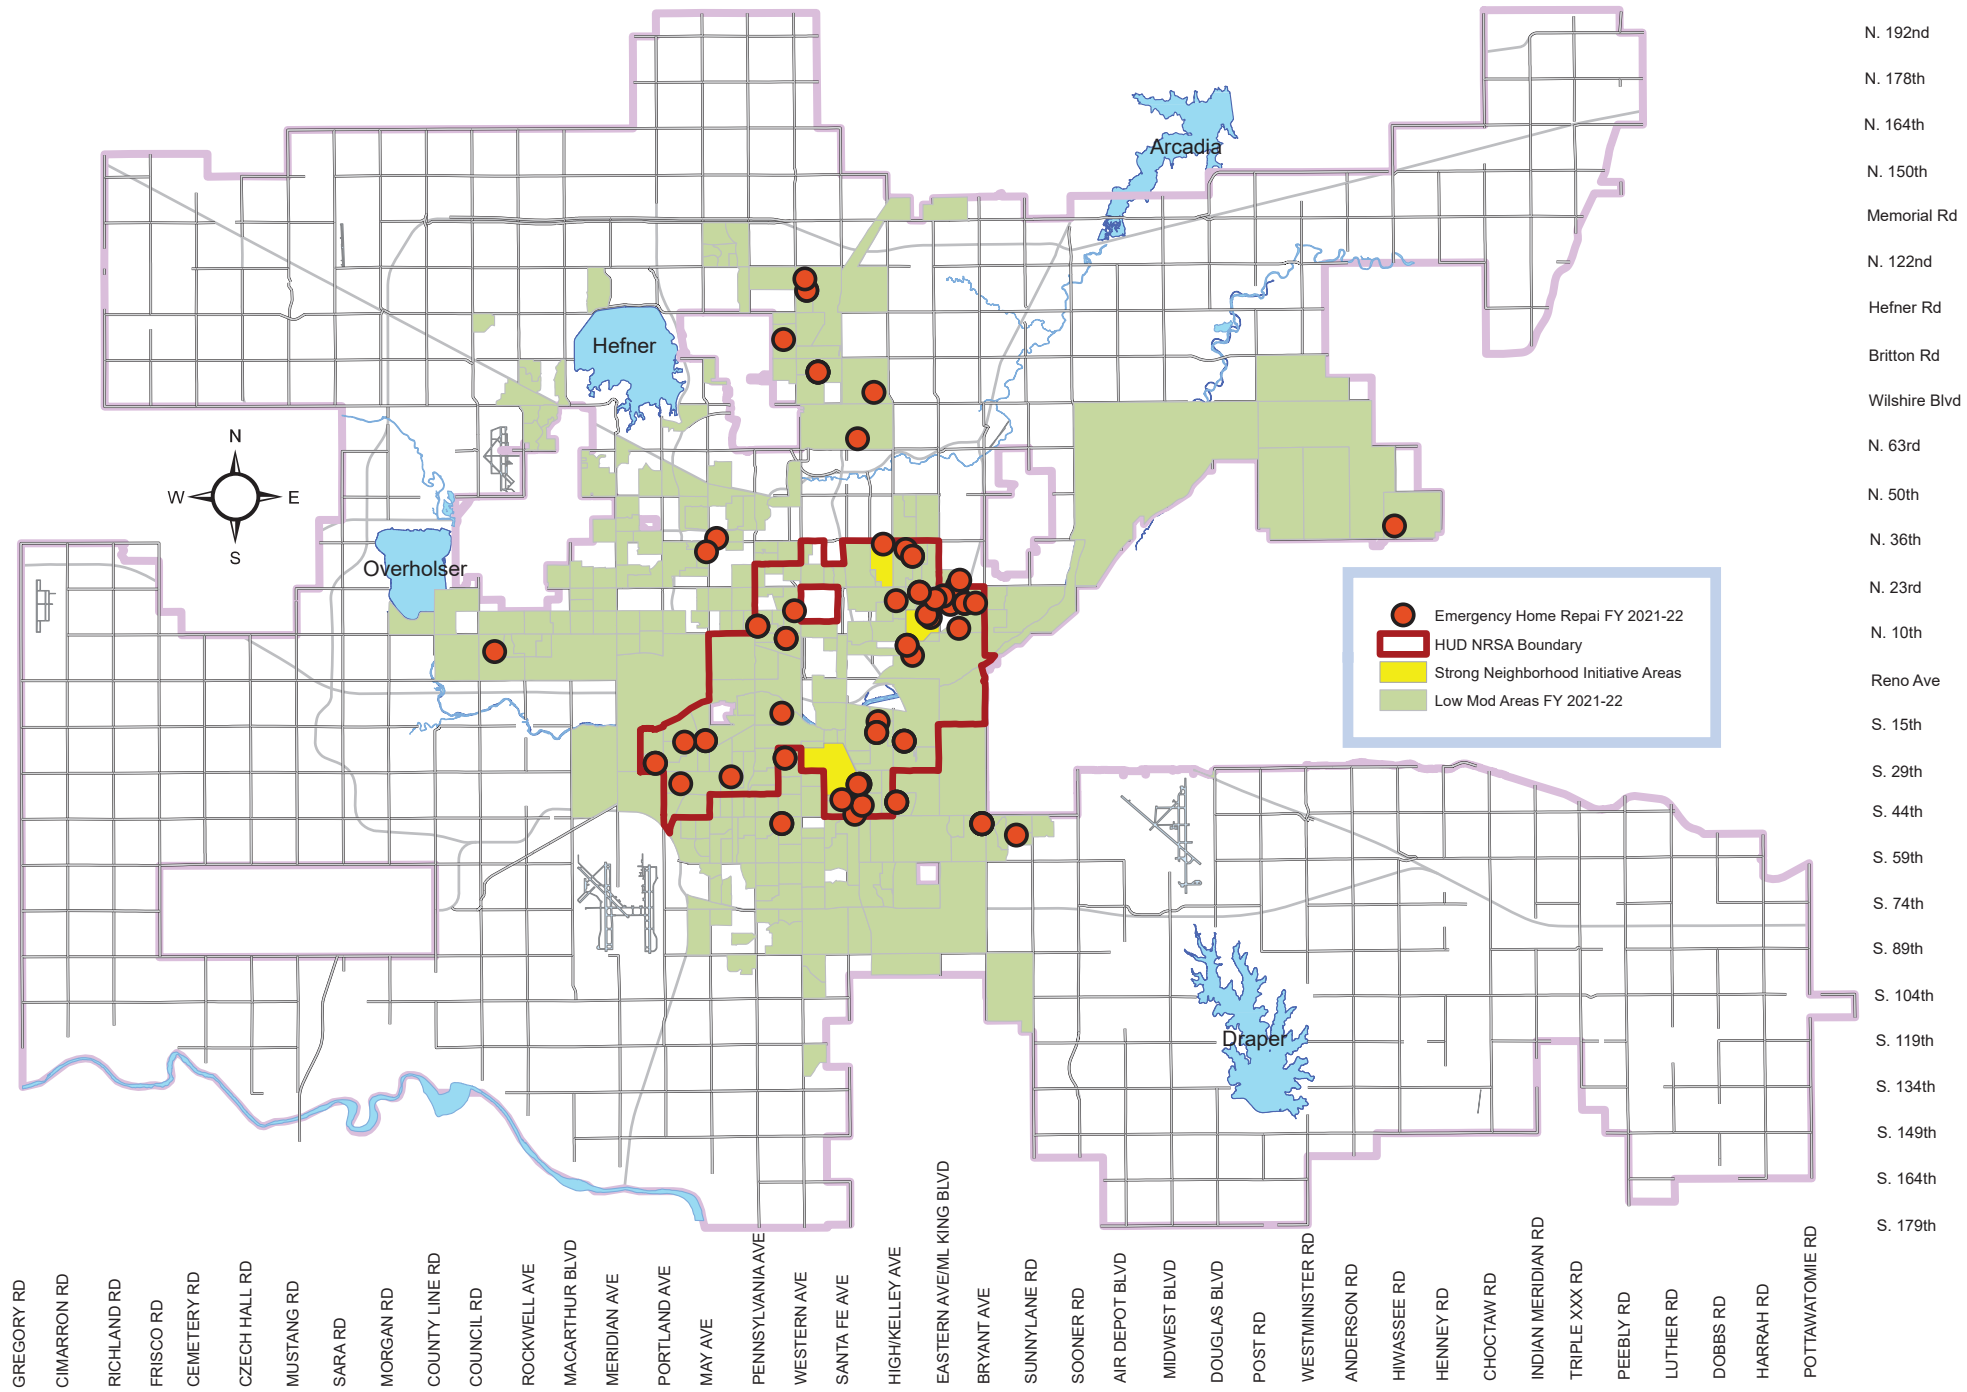 N. 192nd
N. 178th
N. 164th
Arcadia
N. 150th
Memorial Rd
N. 122nd
Hefner Rd
Hefner
Britton Rd
Wilshire Blvd
N
N. 63rd
W E
N. 50th
S
N. 36th
Overholser
N. 23rd
Emergency Home Repai FY 2021-22
N. 10th
HUD NRSA Boundary
Strong Neighborhood Initiative Areas
Reno Ave
Low Mod Areas FY 2021-22
S. 15th
S. 29th
S. 44th
S. 59th
S. 74th
S. 89th
S. 104th
Draper
S. 119th
S. 134th
S. 149th
S. 164th
S. 179th
GREGORY RD
CIMARRON RD
RICHLAND RD
FRISCO RD
CEMETERY RD
CZECH HALL RD
MUSTANG RD
SARA RD
MORGAN RD
COUNTY LINE RD
COUNCIL RD
ROCKWELL AVE
MACARTHUR BLVD
MERIDIAN AVE
PORTLAND AVE
MAY AVE
PENNSYLVANIA AVE
WESTERN AVE
SANTA FE AVE
HIGH/KELLEY AVE
EASTERN AVE/ML KING BLVD
BRYANT AVE
SUNNYLANE RD
SOONER RD
AIR DEPOT BLVD
MIDWEST BLVD
DOUGLAS BLVD
POST RD
WESTMINISTER RD
ANDERSON RD
HIWASSEE RD
HENNEY RD
CHOCTAW RD
INDIAN MERIDIAN RD
TRIPLE XXX RD
PEEBLY RD
LUTHER RD
DOBBS RD
HARRAH RD
POTTAWATOMIE RD